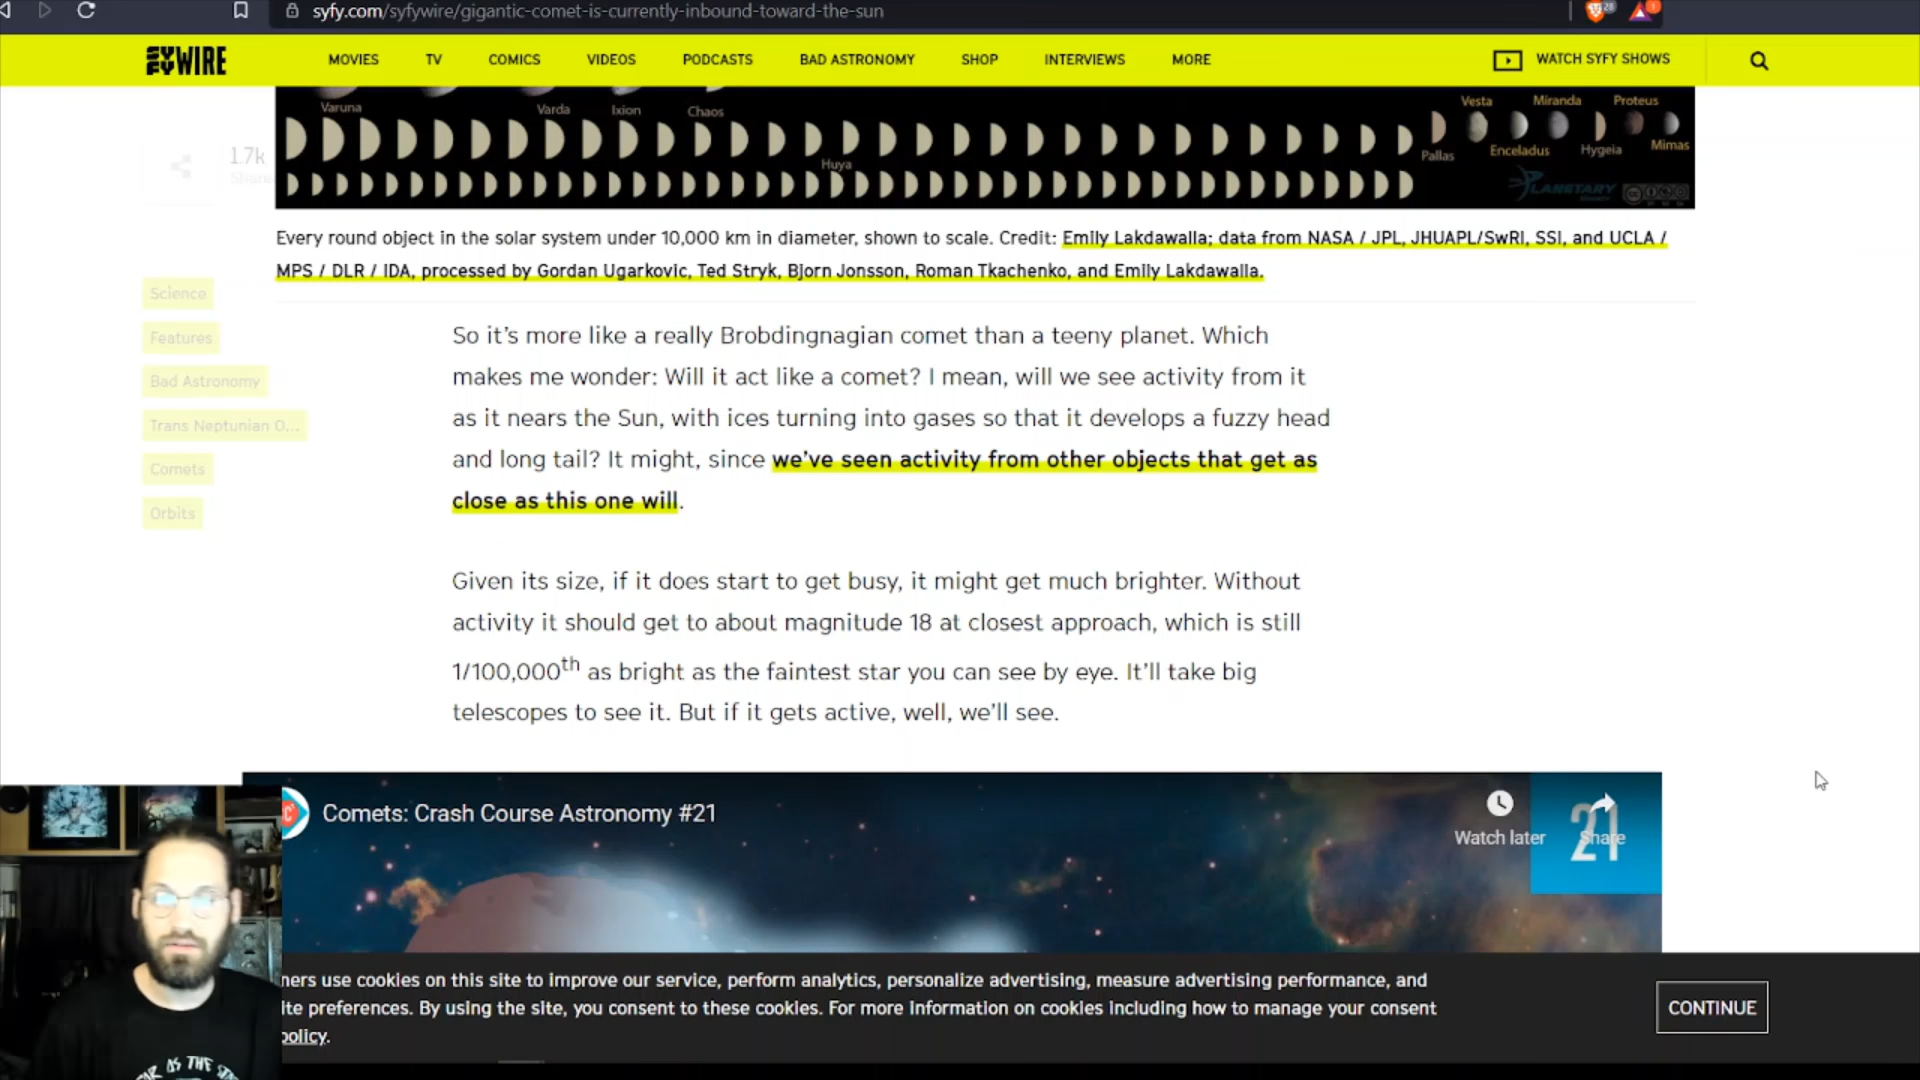 syfy.com/syfywire/gigantic-comet-is-currently-inbound-toward-the-sun
28
1
SYFY WIRE
MOVIES
TV
COMICS
VIDEOS
PODCASTS
BAD ASTRONOMY
SHOP
INTERVIEWS
MORE
WATCH SYFY SHOWS
Varuna
Varda
Ixion
Chaos
Huya
Pallas
Vesta
Enceladus
Miranda
Hygeia
Proteus
Mimas
PLANETARY
1.7k
Share
Every round object in the solar system under 10,000 km in diameter, shown to scale. Credit: Emily Lakdawalla; data from NASA / JPL, JHUAPL/SwRI, SSI, and UCLA /
MPS / DLR / IDA, processed by Gordan Ugarkovic, Ted Stryk, Bjorn Jonsson, Roman Tkachenko, and Emily Lakdawalla.
Science
Features
Bad Astronomy
Trans Neptunian O...
Comets
Orbits
So it's more like a really Brobdingnagian comet than a teeny planet. Which
makes me wonder: Will it act like a comet? I mean, will we see activity from it
as it nears the Sun, with ices turning into gases so that it develops a fuzzy head
and long tail? It might, since we've seen activity from other objects that get as
close as this one will.
Given its size, if it does start to get busy, it might get much brighter. Without
activity it should get to about magnitude 18 at closest approach, which is still
1/100,000th as bright as the faintest star you can see by eye. It'll take big
telescopes to see it. But if it gets active, well, we'll see.
Comets: Crash Course Astronomy #21
Watch later
Share
21
ners use cookies on this site to improve our service, perform analytics, personalize advertising, measure advertising performance, and
ite preferences. By using the site, you consent to these cookies. For more Information on cookies including how to manage your consent
policy.
CONTINUE
AS THE